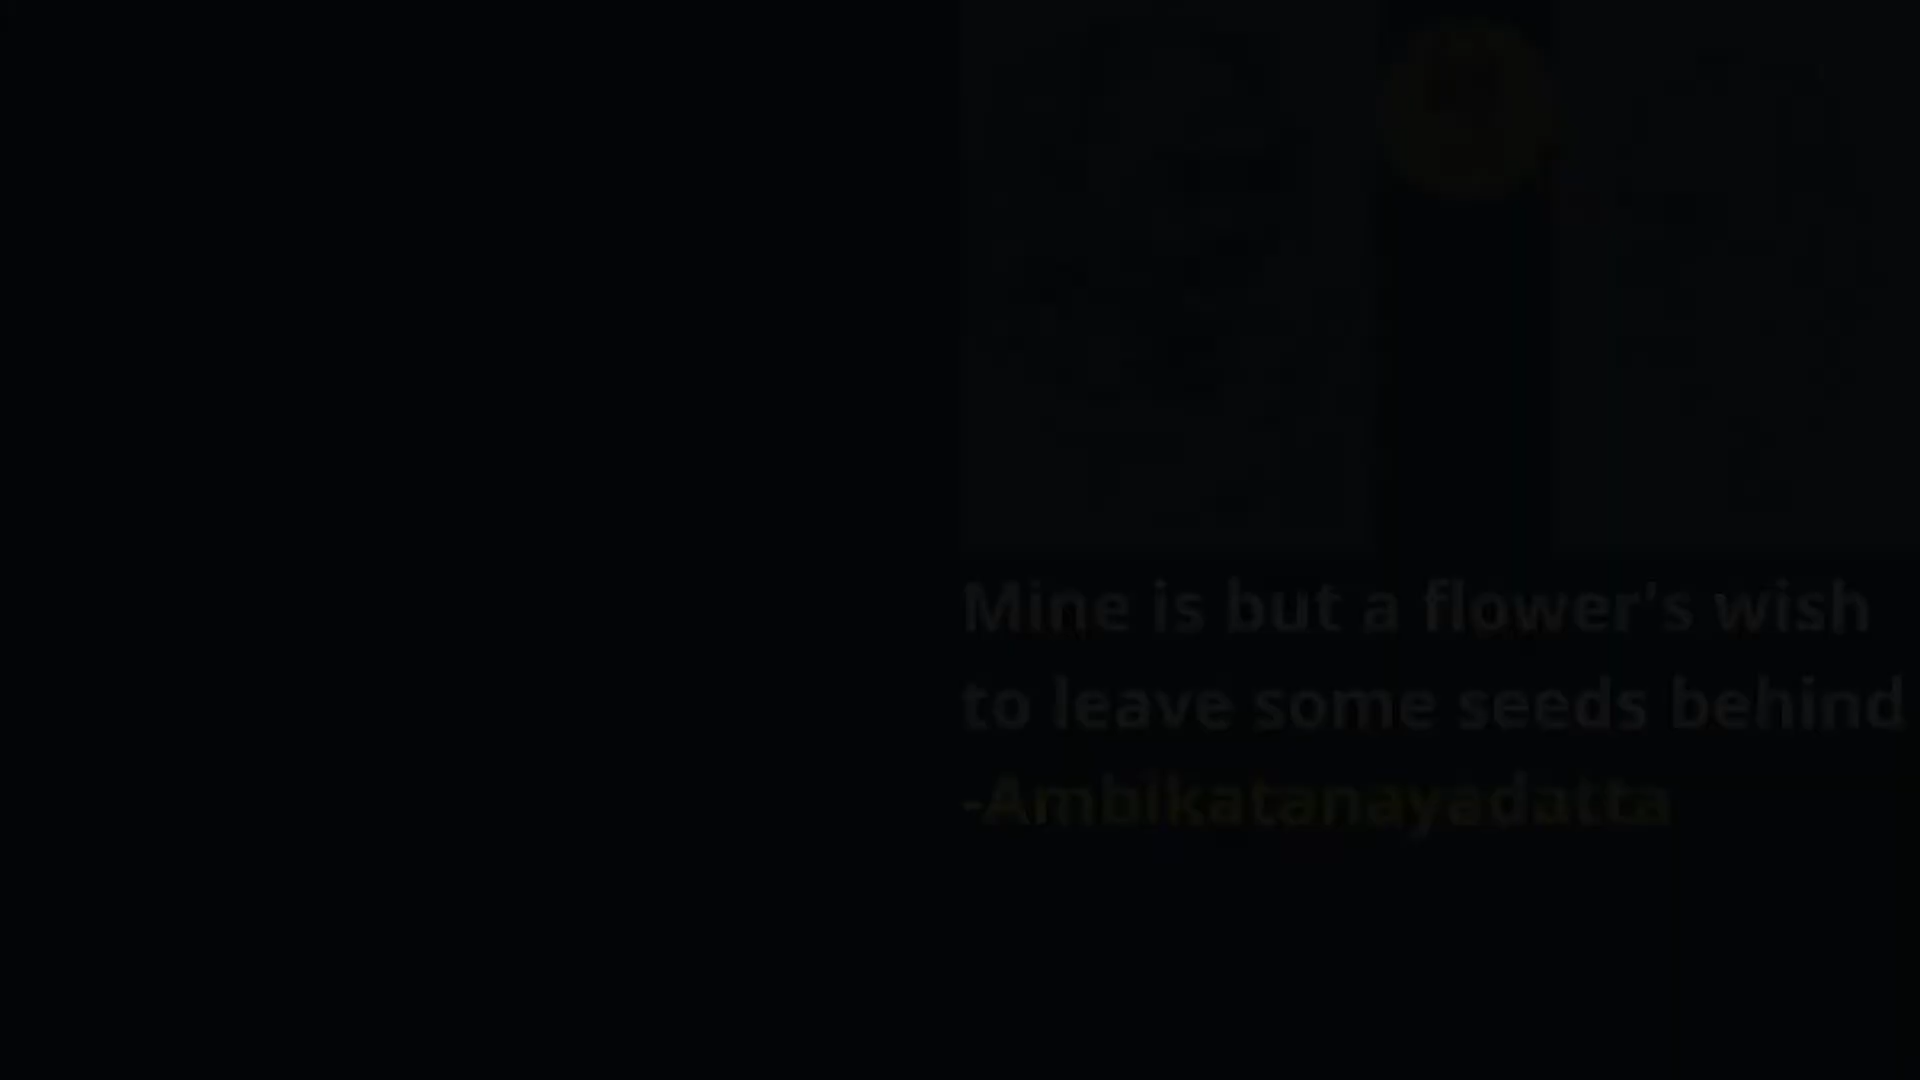 Mine is but a flower's wish
to leave some seeds behind
-Ambikatanayadatta